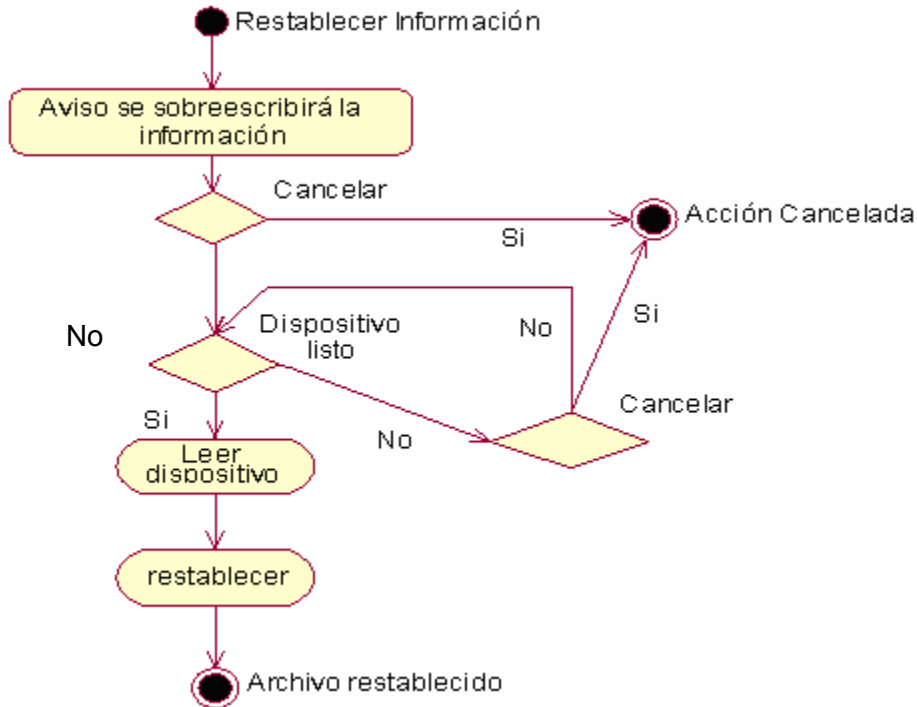 Restablecer Información
Aviso se sobreescribirá la
información
Cancelar
Si
Acción Cancelada
No
Dispositivo
listo
No
Si
Cancelar
Si
No
Leer
dispositivo
restablecer
Archivo restablecido